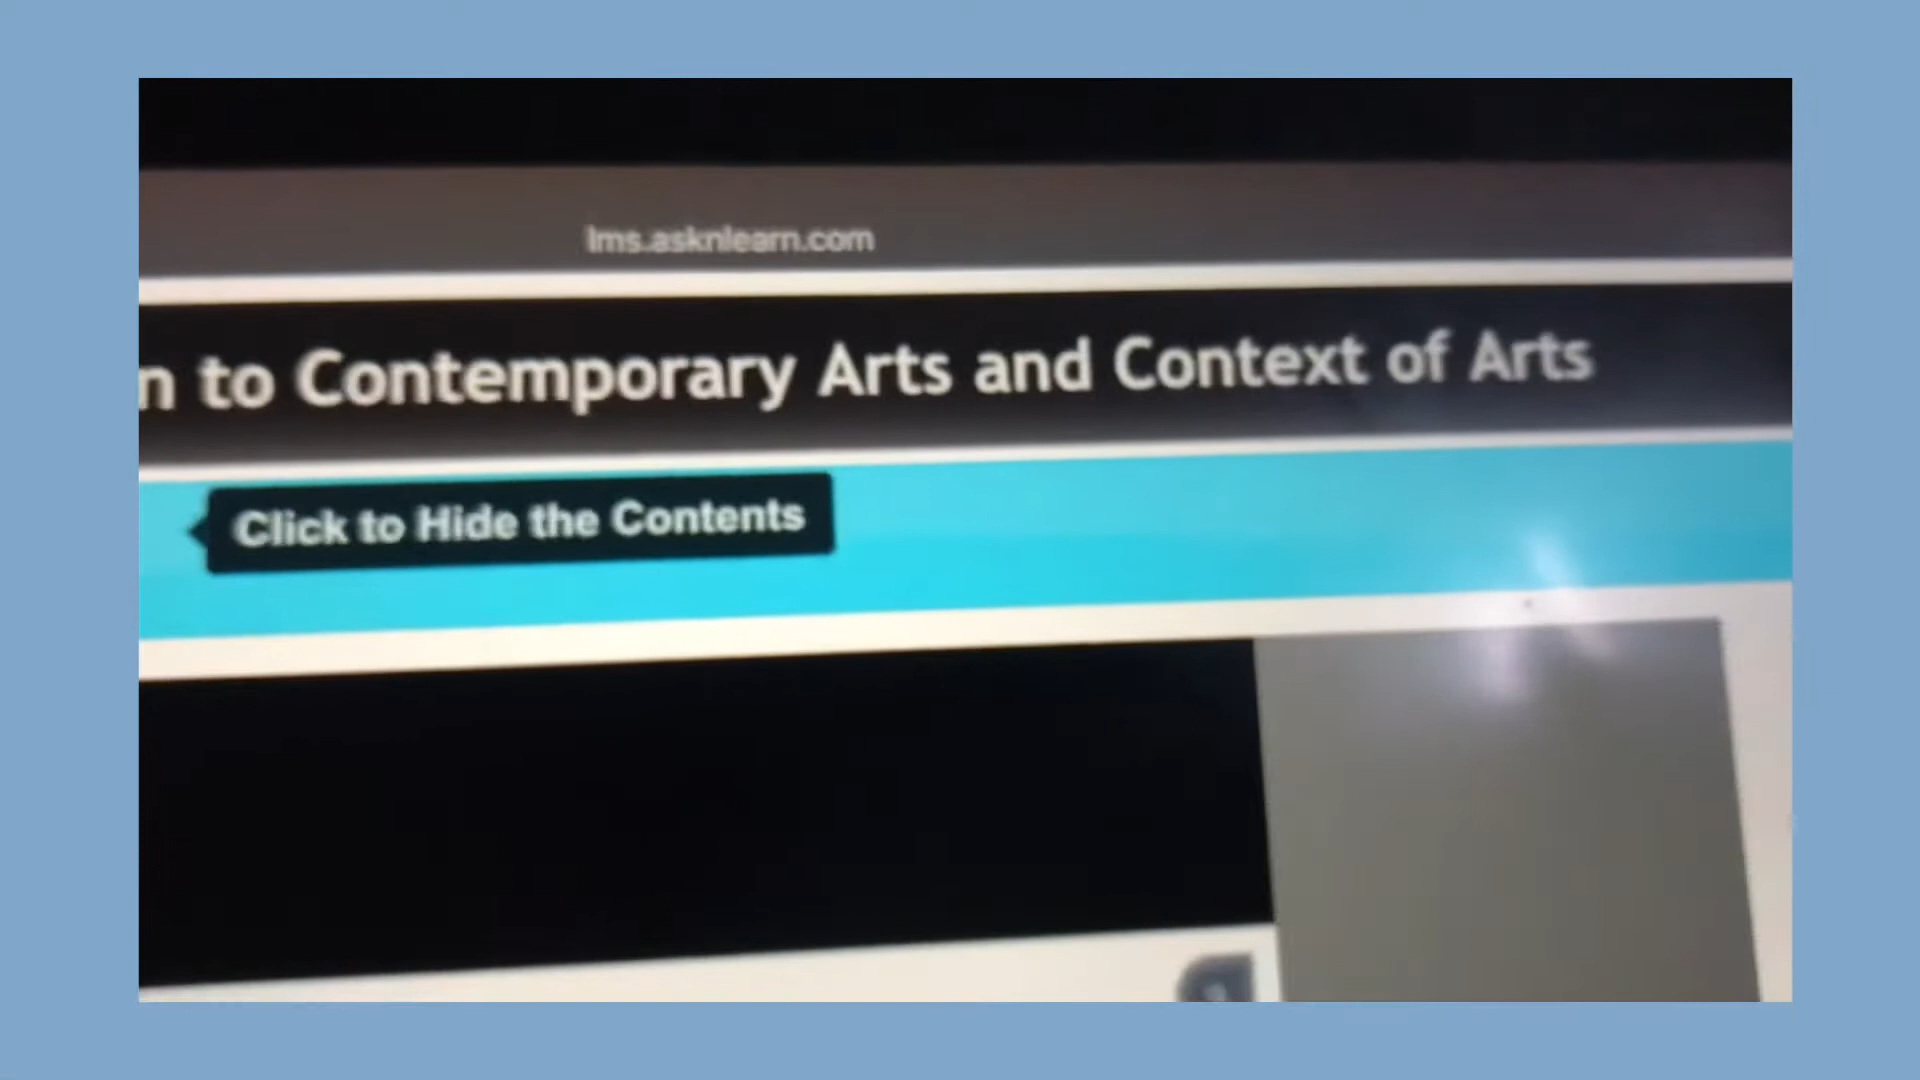 lms.asknlearn.com
n to Contemporary Arts and Context of Arts
Click to Hide the Contents